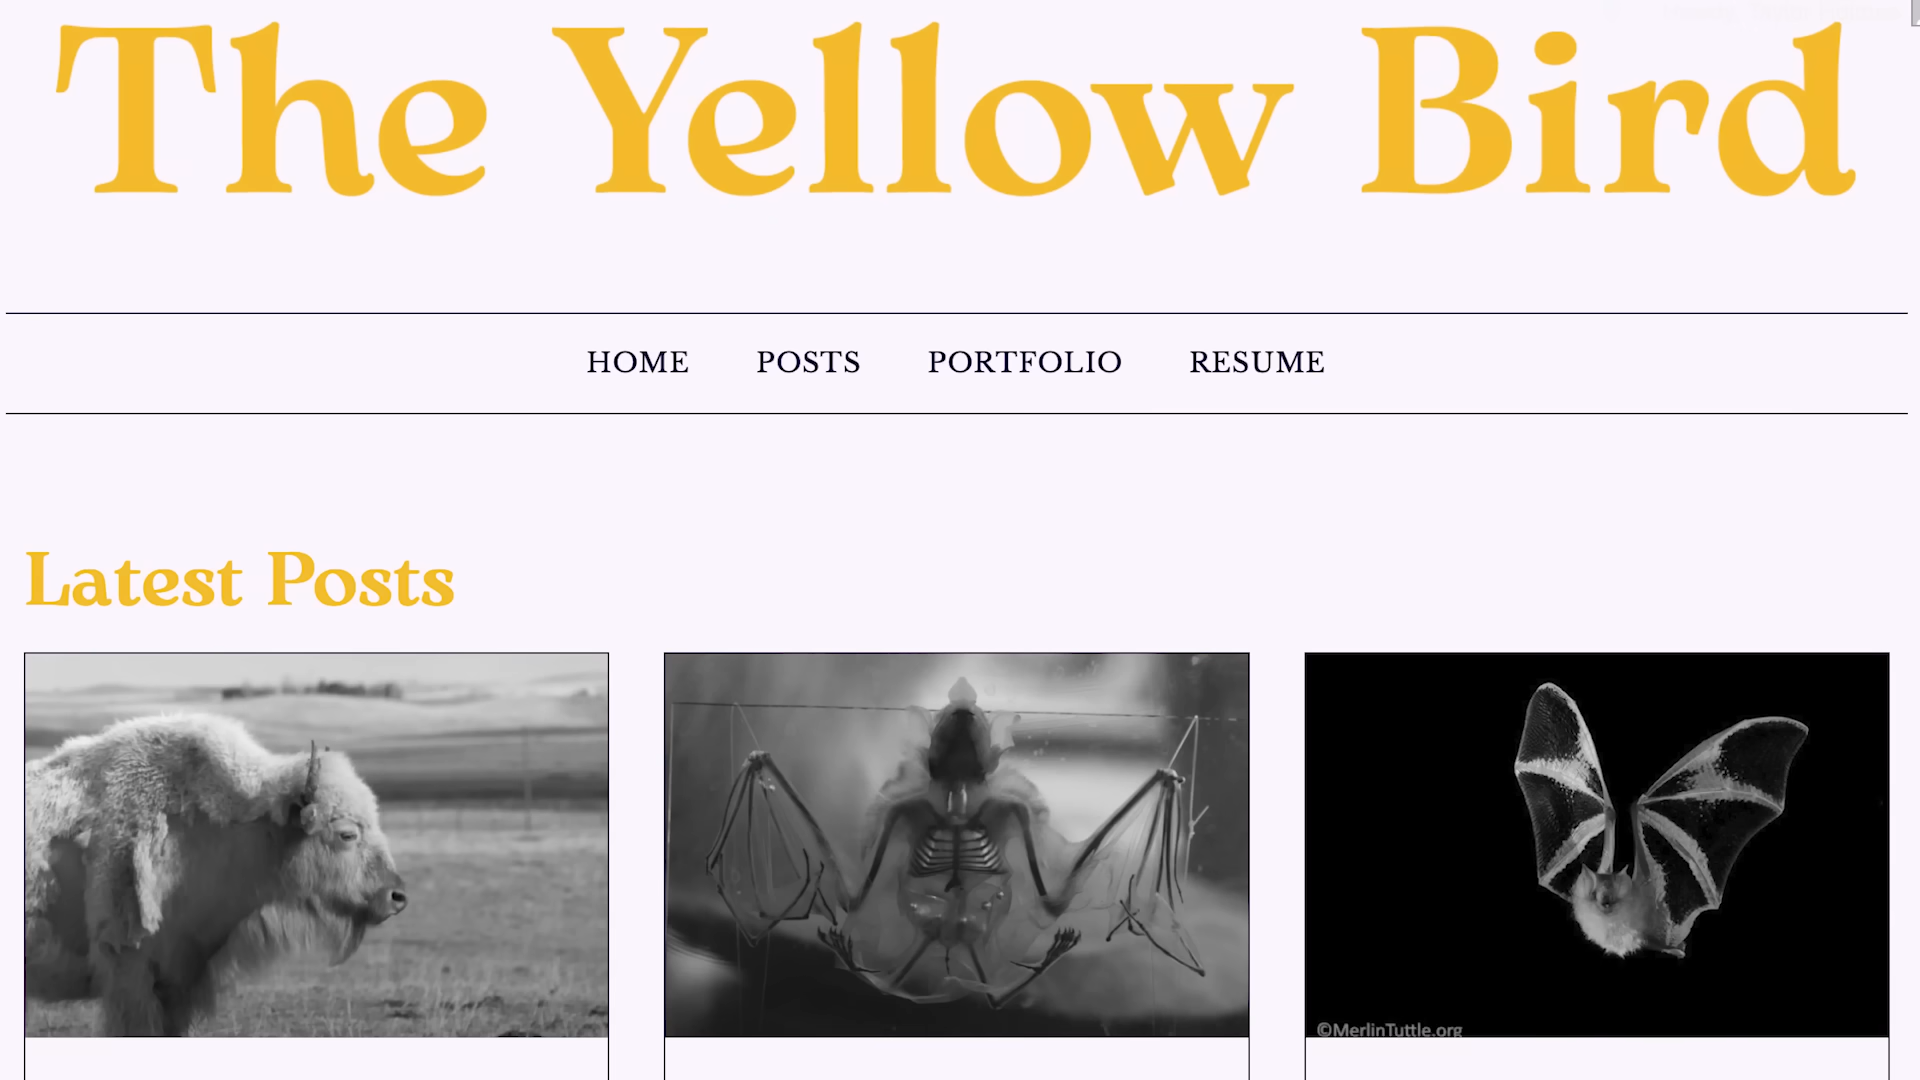 The Yellow Bird
HOME POSTS PORTFOLIO RESUME
Latest Posts
©MerlinTuttle.org